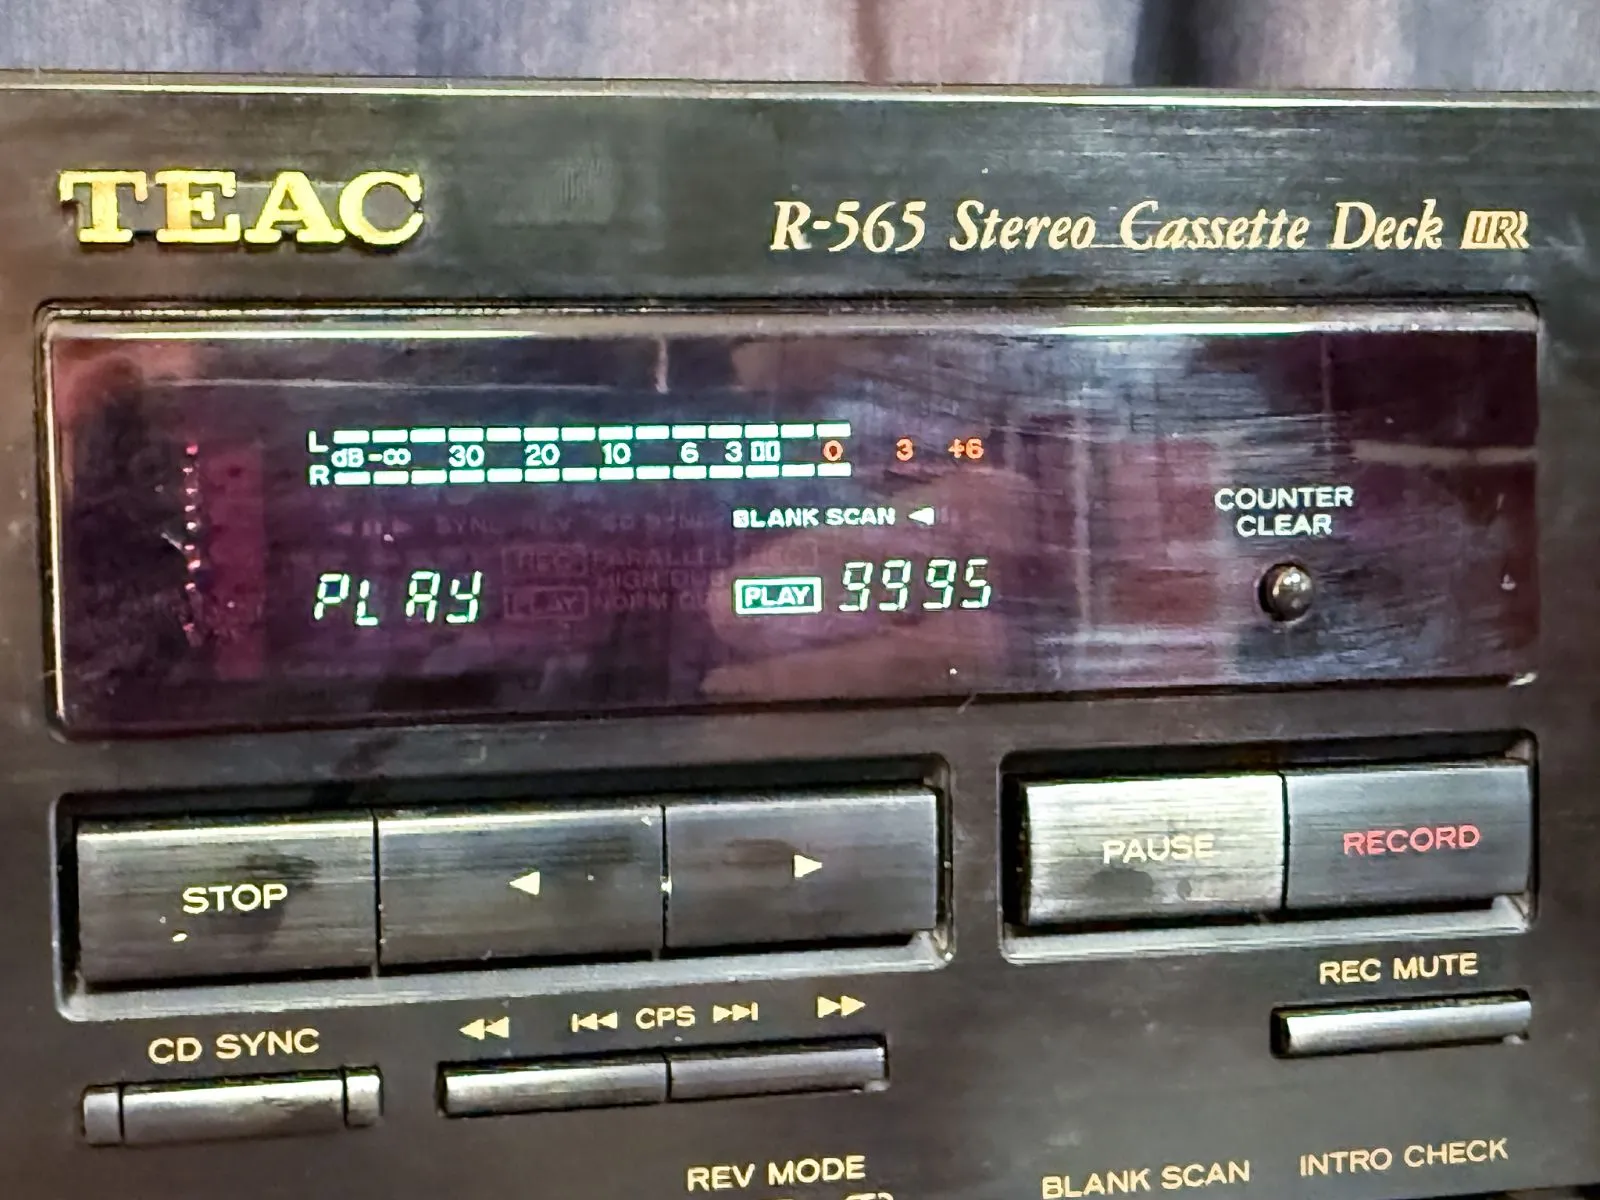 TEAC
R-565 Stereo Cassette Deck
L
dB -∞ 30 20 10 6 3 0 3 +6
R
BLANK SCAN ◀
PLAY PLAY 9995
COUNTER
CLEAR
STOP ◀ ▶
PAUSE RECORD
REC MUTE
CD SYNC
◀◀ |◀◀ CPS ▶▶| ▶▶
REV MODE
BLANK SCAN
INTRO CHECK